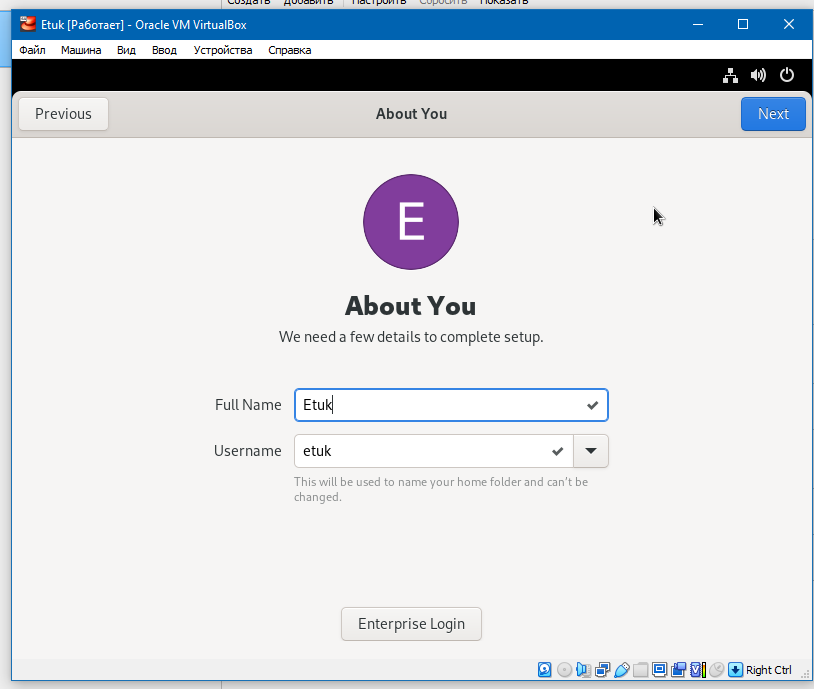 Создать Добавить Настроить Сбросить Показать
Etuk [Работает] - Oracle VM VirtualBox
Файл Машина Вид Ввод Устройства Справка
Previous About You Next
E
About You
We need a few details to complete setup.
Full Name Etuk
Username etuk
This will be used to name your home folder and can't be
changed.
Enterprise Login
Right Ctrl